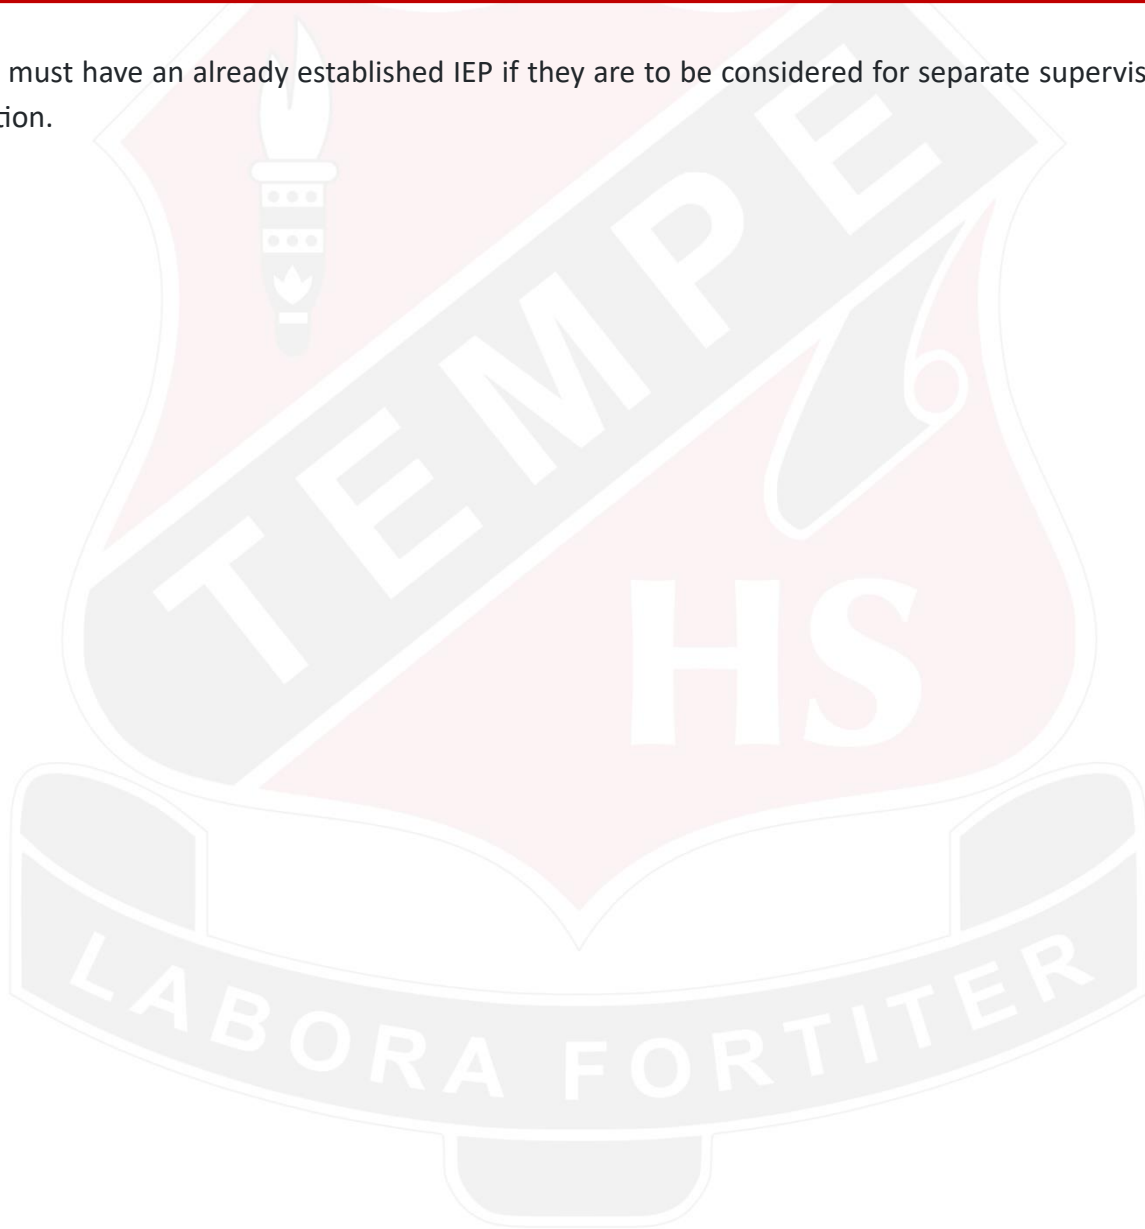 must have an already established IEP if they are to be considered for separate supervis
tion.
TEMPE
HS
LABORA FORTITER